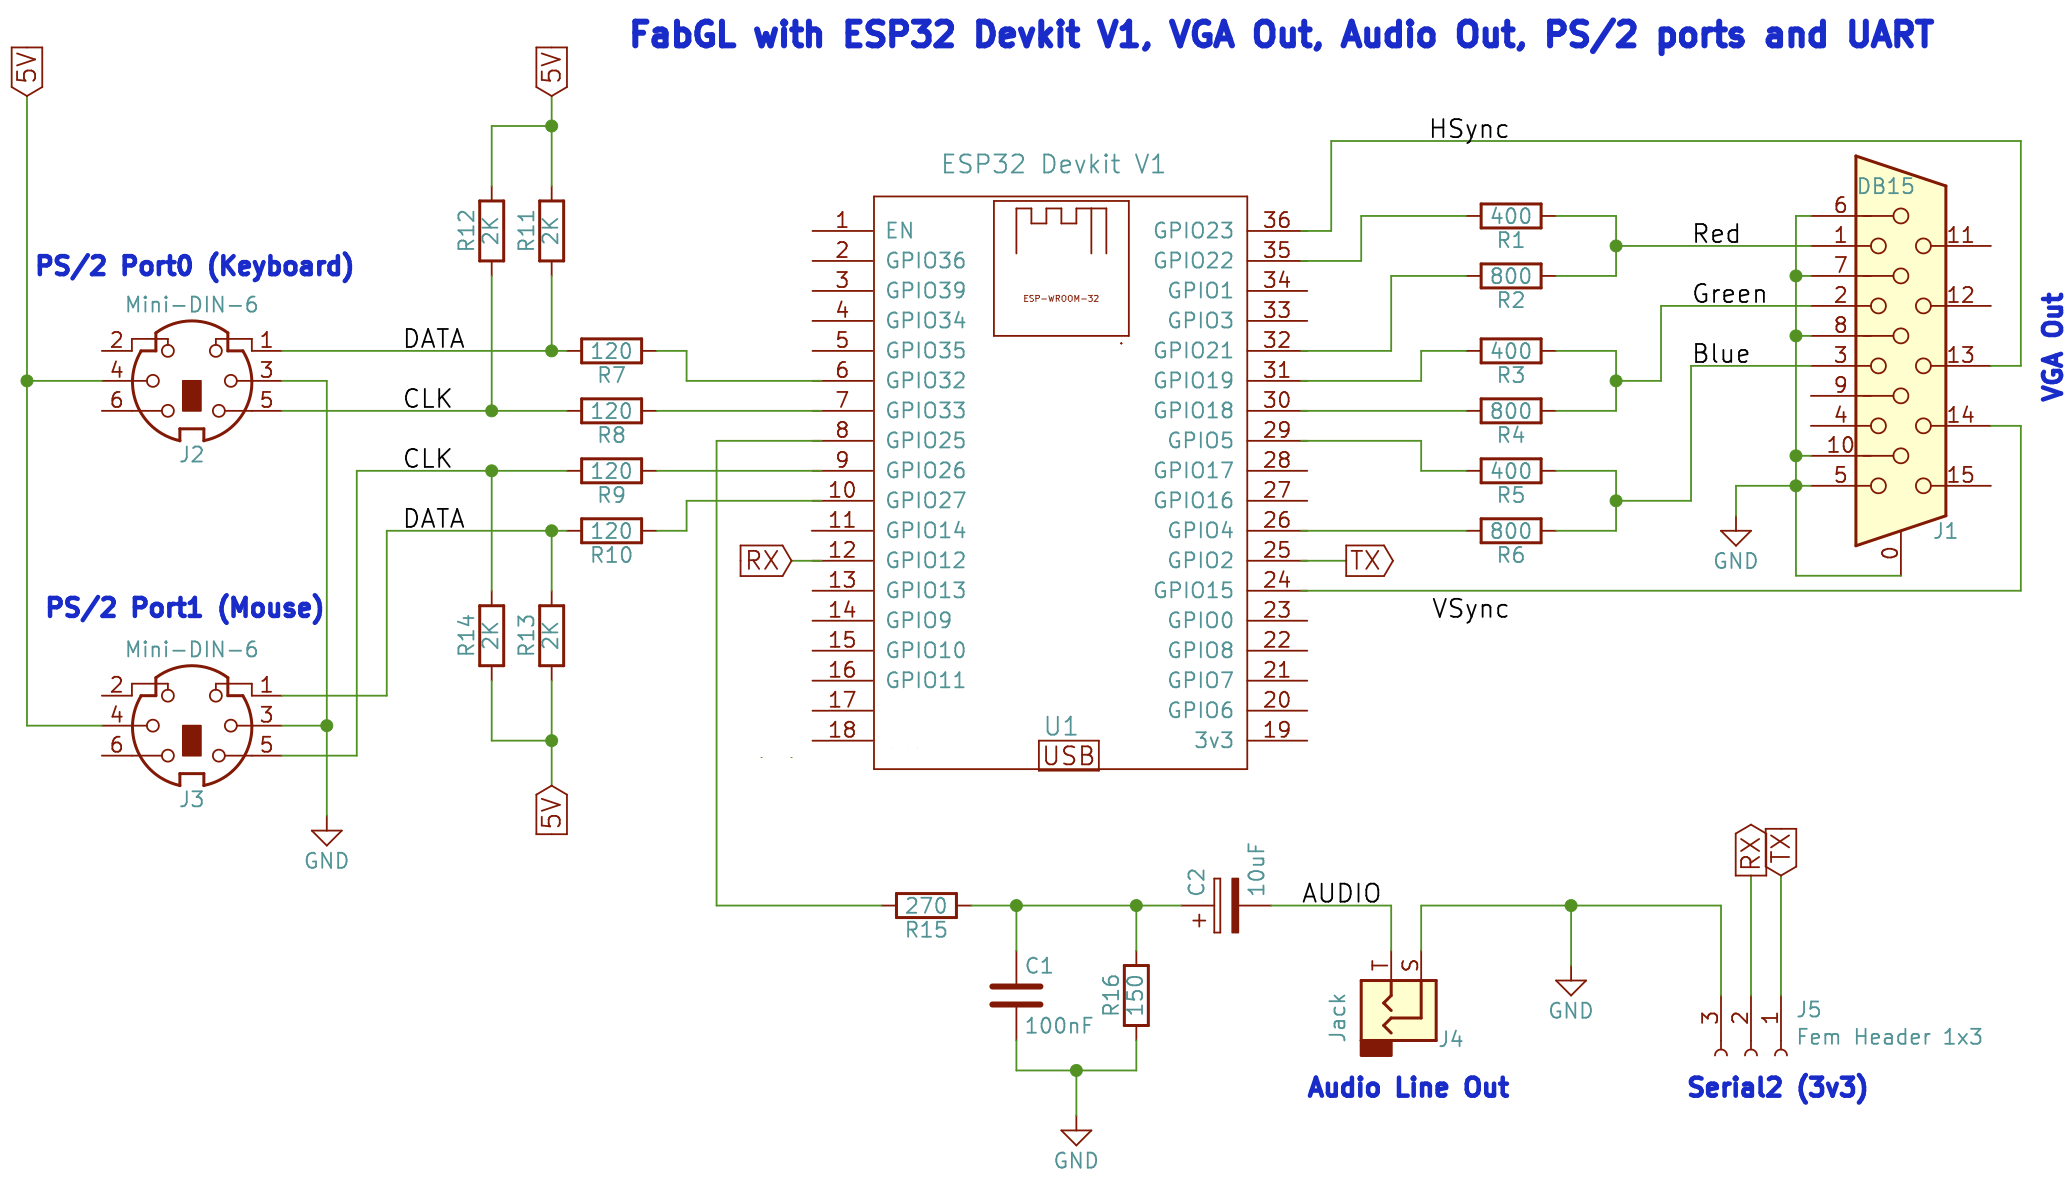 FabGL with ESP32 Devkit V1, VGA Out, Audio Out, PS/2 ports and UART
5V
5V
R12
2K
R11
2K
PS/2 Port0 (Keyboard)
Mini-DIN-6
2
4
6
1
3
5
J2
DATA
CLK
CLK
DATA
120
R7
120
R8
120
R9
120
R10
PS/2 Port1 (Mouse)
Mini-DIN-6
2
4
6
1
3
5
J3
GND
R14
2K
R13
2K
5V
ESP32 Devkit V1
ESP-WROOM-32
1 EN
2 GPIO36
3 GPIO39
4 GPIO34
5 GPIO35
6 GPIO32
7 GPIO33
8 GPIO25
9 GPIO26
10 GPIO27
11 GPIO14
RX 12 GPIO12
13 GPIO13
14 GPIO9
15 GPIO10
16 GPIO11
17
18
GPIO23 36
GPIO22 35
GPIO1 34
GPIO3 33
GPIO21 32
GPIO19 31
GPIO18 30
GPIO5 29
GPIO17 28
GPIO16 27
GPIO4 26
GPIO2 25 TX
GPIO15 24
GPIO0 23
GPIO8 22
GPIO7 21
GPIO6 20
3v3 19
U1
USB
HSync
400
R1
800
R2
400
R3
800
R4
400
R5
800
R6
VSync
Red
Green
Blue
DB15
6
1
7
2
8
3
9
4
10
5
11
12
13
14
15
0
J1
GND
VGA Out
270
R15
C1
100nF
R16
150
GND
C2
+
10uF
AUDIO
T
S
Jack
J4
Audio Line Out
GND
RX
TX
3
2
1
J5
Fem Header 1x3
Serial2 (3v3)